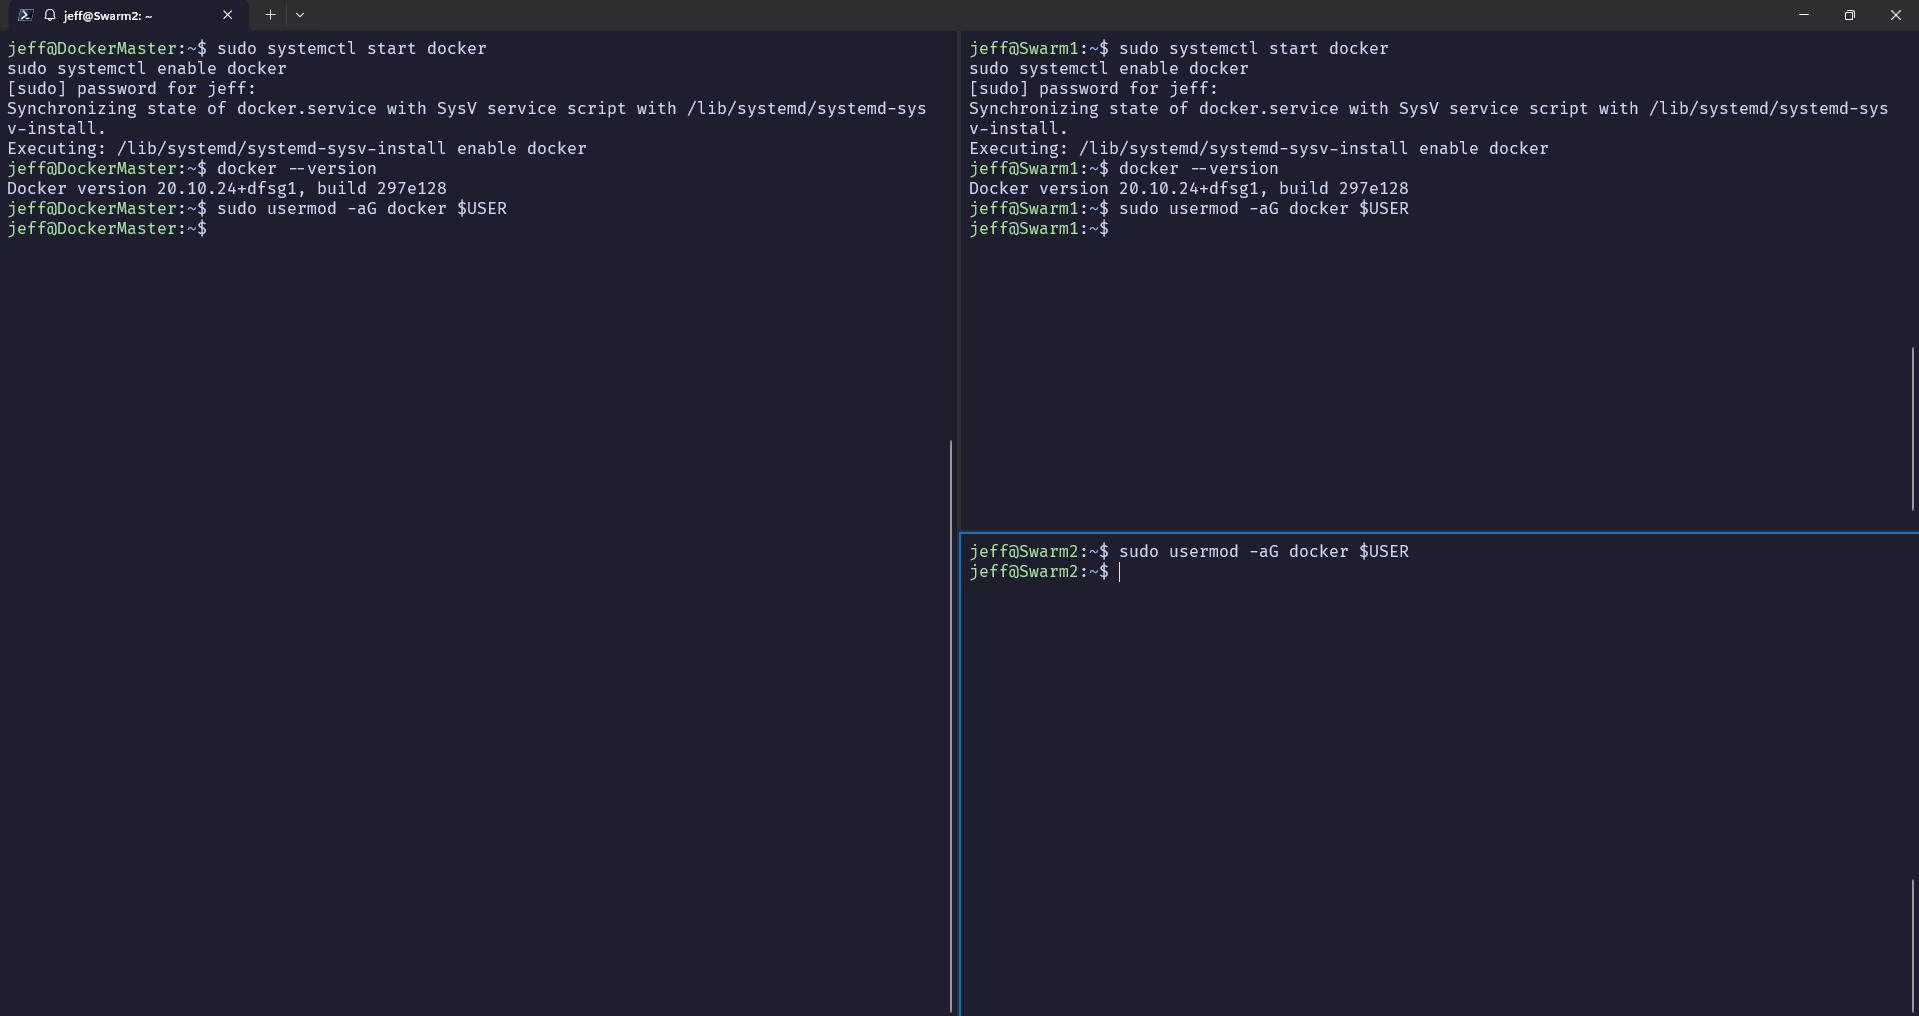 jeff@Swarm2: ~
jeff@DockerMaster:~$ sudo systemctl start docker
sudo systemctl enable docker
[sudo] password for jeff:
Synchronizing state of docker.service with SysV service script with /lib/systemd/systemd-sys
v-install.
Executing: /lib/systemd/systemd-sysv-install enable docker
jeff@DockerMaster:~$ docker --version
Docker version 20.10.24+dfsg1, build 297e128
jeff@DockerMaster:~$ sudo usermod -aG docker $USER
jeff@DockerMaster:~$
jeff@Swarm1:~$ sudo systemctl start docker
sudo systemctl enable docker
[sudo] password for jeff:
Synchronizing state of docker.service with SysV service script with /lib/systemd/systemd-sys
v-install.
Executing: /lib/systemd/systemd-sysv-install enable docker
jeff@Swarm1:~$ docker --version
Docker version 20.10.24+dfsg1, build 297e128
jeff@Swarm1:~$ sudo usermod -aG docker $USER
jeff@Swarm1:~$
jeff@Swarm2:~$ sudo usermod -aG docker $USER
jeff@Swarm2:~$